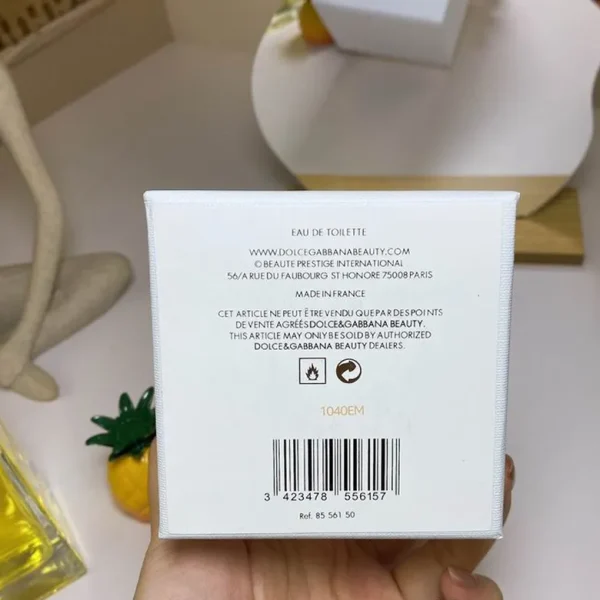 EAU DE TOILETTE
WWW.DOLCEGABBANABEAUTY.COM
© BEAUTE PRESTIGE INTERNATIONAL
56/A RUE DU FAUBOURG ST HONORE 75008 PARIS
MADE IN FRANCE
CET ARTICLE NE PEUT ÊTRE VENDU QUE PAR DES POINTS
DE VENTE AGRÉÉS DOLCE&GABBANA BEAUTY.
THIS ARTICLE MAY ONLY BE SOLD BY AUTHORIZED
DOLCE&GABBANA BEAUTY DEALERS.
1040EM
3 423478 556157
Ref. 85 561 50